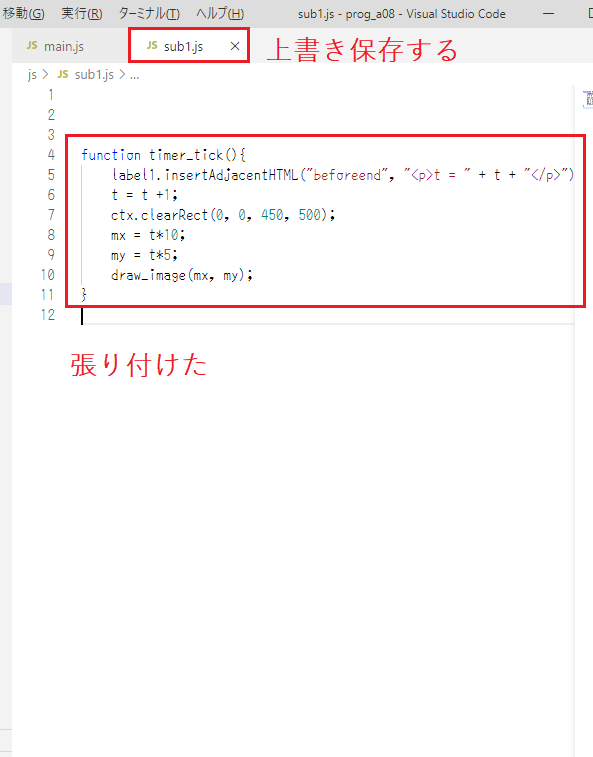 移動(G) 実行(R) ターミナル(T) ヘルプ(H) sub1.js - prog_a08 - Visual Studio Code
JS main.js JS sub1.js × 上書き保存する
js > JS sub1.js > ...
1
2
3
4 function timer_tick(){
5 label1.insertAdjacentHTML("beforeend", "<p>t = " + t + "</p>")
6 t = t +1;
7 ctx.clearRect(0, 0, 450, 500);
8 mx = t*10;
9 my = t*5;
10 draw_image(mx, my);
11 }
12
張り付けた